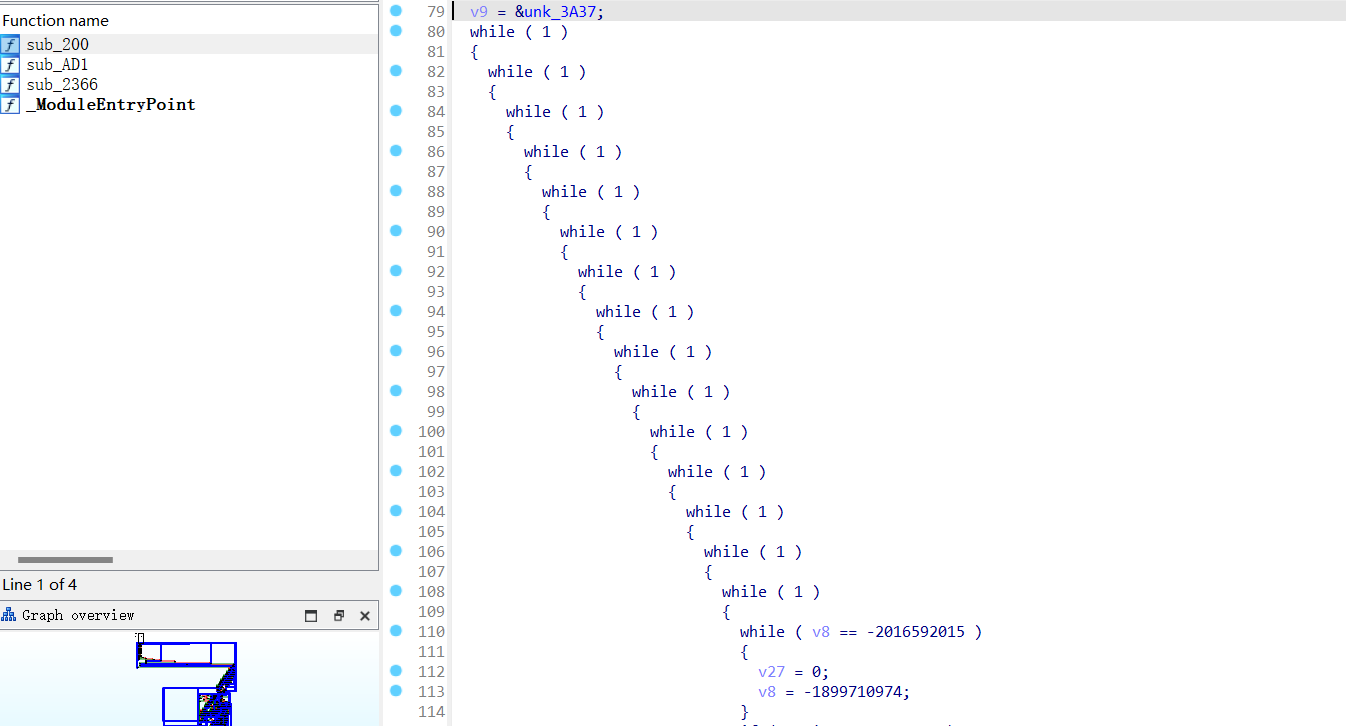 Function name
f sub_200
f sub_AD1
f sub_2366
f _ModuleEntryPoint
Line 1 of 4
Graph overview
79 v9 = &unk_3A37;
80 while ( 1 )
81 {
82 while ( 1 )
83 {
84 while ( 1 )
85 {
86 while ( 1 )
87 {
88 while ( 1 )
89 {
90 while ( 1 )
91 {
92 while ( 1 )
93 {
94 while ( 1 )
95 {
96 while ( 1 )
97 {
98 while ( 1 )
99 {
100 while ( 1 )
101 {
102 while ( 1 )
103 {
104 while ( 1 )
105 {
106 while ( 1 )
107 {
108 while ( 1 )
109 {
110 while ( v8 == -2016592015 )
111 {
112 v27 = 0;
113 v8 = -1899710974;
114 }